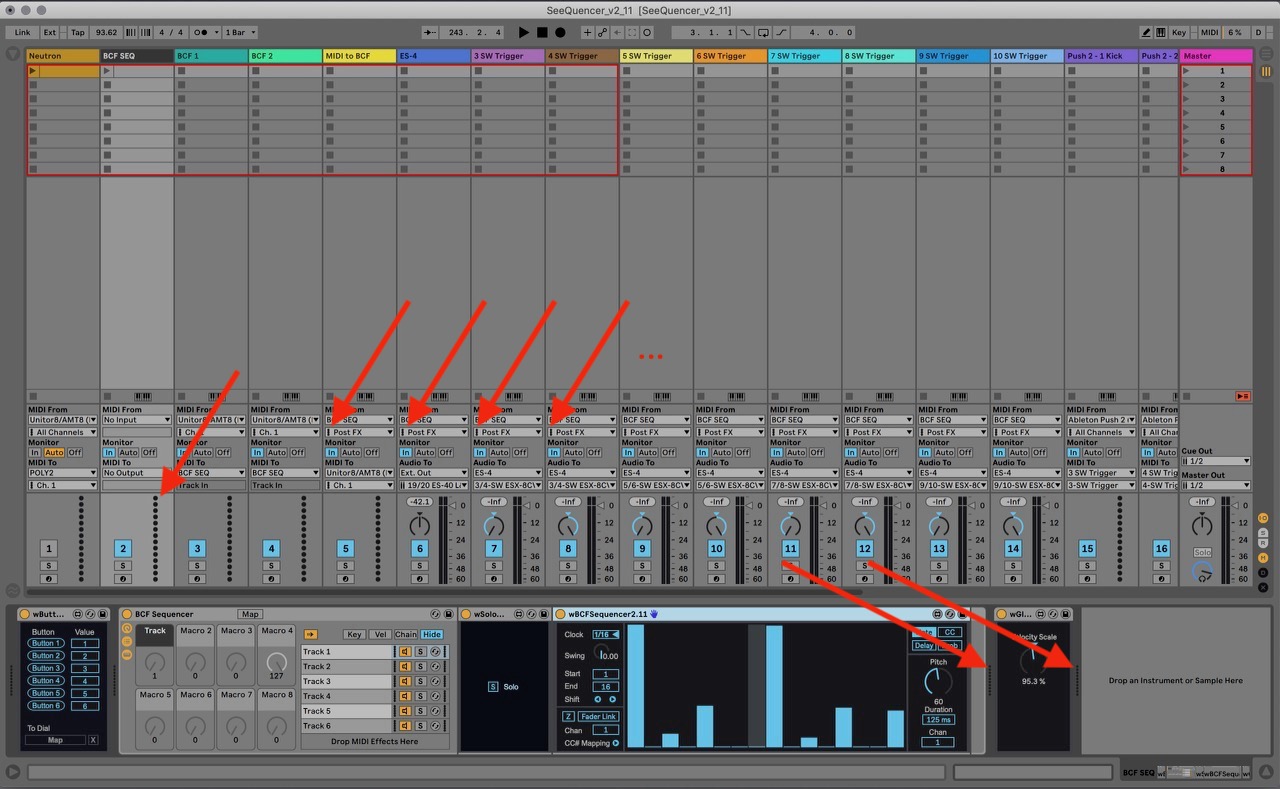 SeeQuencer_v2_11 [SeeQuencer_v2_11]
Link Ext Tap 93.62 4 / 4 1 Bar 243. 2. 4 3. 1. 1 4. 0. 0 Key MIDI 6 % D
Neutron BCF SEQ BCF 1 BCF 2 MIDI to BCF ES-4 3 SW Trigger 4 SW Trigger 5 SW Trigger 6 SW Trigger 7 SW Trigger 8 SW Trigger 9 SW Trigger 10 SW Trigger Push 2 - 1 Kick Push 2 - 2 Master
1
2
3
4
5
6
7
8
...
MIDI From MIDI From MIDI From MIDI From MIDI From MIDI From MIDI From MIDI From MIDI From MIDI From MIDI From MIDI From MIDI From MIDI From
Unitor8/AMT8 ( No Input Unitor8/AMT8 ( Unitor8/AMT8 ( BCF SEQ BCF SEQ BCF SEQ BCF SEQ BCF SEQ BCF SEQ BCF SEQ Ableton Push 2 Ableto
All Channels Ch. 1 Ch. 1 Post FX Post FX Post FX Post FX Post FX Post FX Post FX Post FX Post FX Post FX All Channels All Chan
Monitor Monitor Monitor Monitor Monitor Monitor Monitor Monitor Monitor Monitor Monitor Monitor Monitor Monitor Monitor Monitor
In Auto Off In Auto Off In Auto Off In Auto Off In Auto Off In Auto Off In Auto Off In Auto Off In Auto Off In Auto Off In Auto Off In Auto Off In Auto Off In Auto Off In Auto
MIDI To MIDI To MIDI To MIDI To MIDI To Audio To Audio To Audio To Audio To Audio To Audio To Audio To Audio To Audio To MIDI To MIDI To
Cue Out
1/2
POLY2 No Output BCF SEQ BCF SEQ Unitor8/AMT8 ( Ext. Out ES-4 ES-4 ES-4 ES-4 ES-4 ES-4 ES-4 ES-4 3 SW Trigger 4 SW Trig
Master Out
Ch. 1 Track In Track In Ch. 1 19/20 ES-40 Li 3/4-SW ESX-8C 3/4-SW ESX-8C 5/6-SW ESX-8C 5/6-SW ESX-8C 7/8-SW ESX-8C 7/8-SW ESX-8C 9/10-SW ESX-8 9/10-SW ESX-8 3-SW Trigger 4-SW Trig 1/2
-42.1 -Inf -Inf -Inf -Inf -Inf -Inf -Inf -Inf -Inf
0 12 24 36 48 60
1 2 3 4 5 6 7 8 9 10 11 12 13 14 15 16 Solo
S S S S S S S S S S S S S S S S
wButt... BCF Sequencer Map wSolo... wBCFSequencer2.11 wGl...
Button Value
Button 1 1
Button 2 2
Button 3 3
Button 4 4
Button 5 5
Button 6 6
To Dial
Map X
Track Macro 2 Macro 3 Macro 4
1 0 0 127
Macro 5 Macro 6 Macro 7 Macro 8
0 0 0 0
Key Vel Chain Hide
Track 1 S
Track 2 S
Track 3 S
Track 4 S
Track 5 S
Track 6 S
Drop MIDI Effects Here
S Solo
Clock 1/16
Swing 0.00
Start 1
End 16
Shift
Z Fader Link
Chan 1
CC# Mapping
CC
Delay
Pitch
60
Duration
125 ms
Chan
1
Velocity Scale
95.3 %
Drop an Instrument or Sample Here
BCF SEQ wBCFSequ